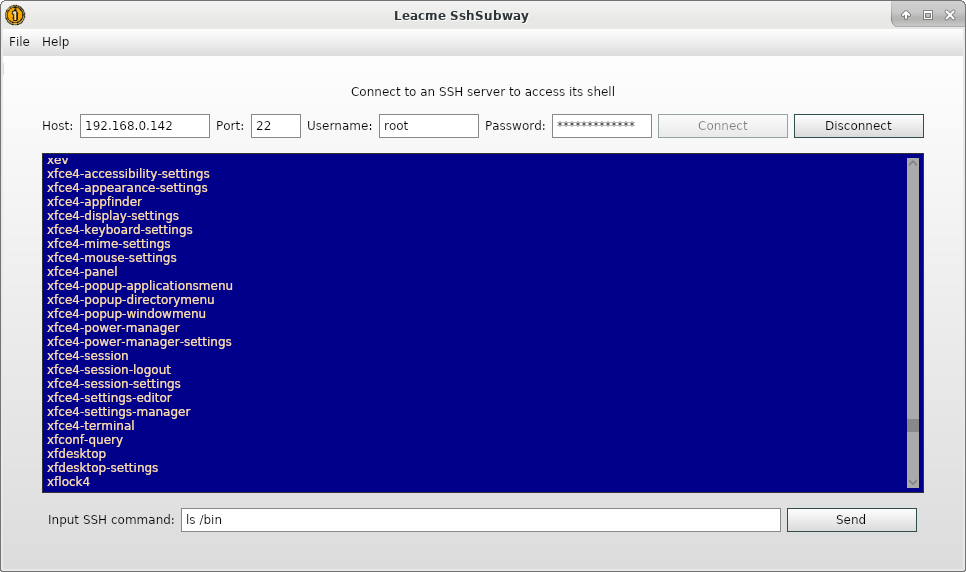 Leacme SshSubway
File Help
Connect to an SSH server to access its shell
Host: 192.168.0.142 Port: 22 Username: root Password: ************* Connect Disconnect
xev
xfce4-accessibility-settings
xfce4-appearance-settings
xfce4-appfinder
xfce4-display-settings
xfce4-keyboard-settings
xfce4-mime-settings
xfce4-mouse-settings
xfce4-panel
xfce4-popup-applicationsmenu
xfce4-popup-directorymenu
xfce4-popup-windowmenu
xfce4-power-manager
xfce4-power-manager-settings
xfce4-session
xfce4-session-logout
xfce4-session-settings
xfce4-settings-editor
xfce4-settings-manager
xfce4-terminal
xfconf-query
xfdesktop
xfdesktop-settings
xflock4
Input SSH command: ls /bin Send